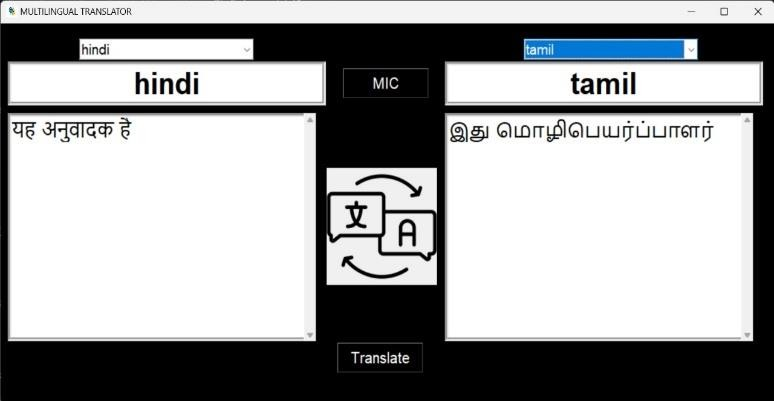 MULTILINGUAL TRANSLATOR
hindi
tamil
hindi
MIC
tamil
यह अनुवादक है
இது மொழிபெயர்ப்பாளர்
文
A
Translate